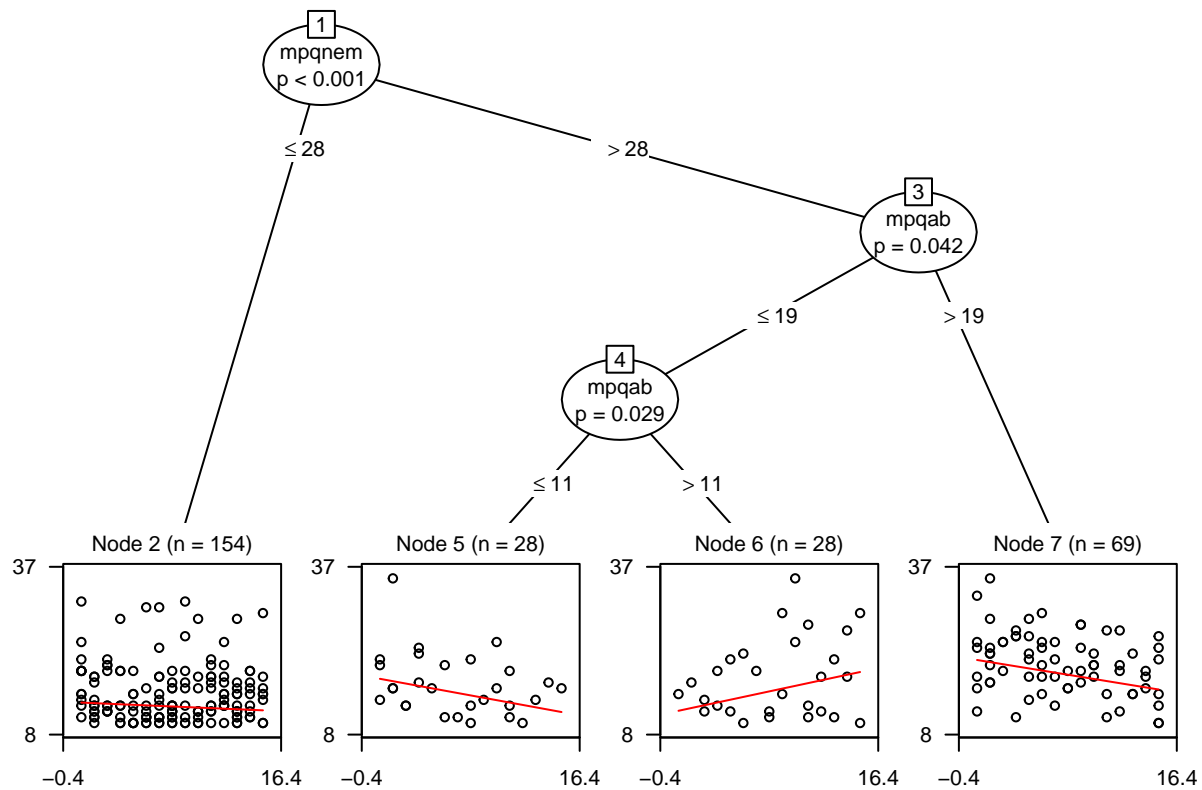 1
mpqnem
p < 0.001
≤ 28
> 28
3
mpqab
p = 0.042
≤ 19
> 19
4
mpqab
p = 0.029
≤ 11
> 11
Node 2 (n = 154)
Node 5 (n = 28)
Node 6 (n = 28)
Node 7 (n = 69)
37
37
37
37
8
8
8
8
−0.4
16.4
−0.4
16.4
−0.4
16.4
−0.4
16.4